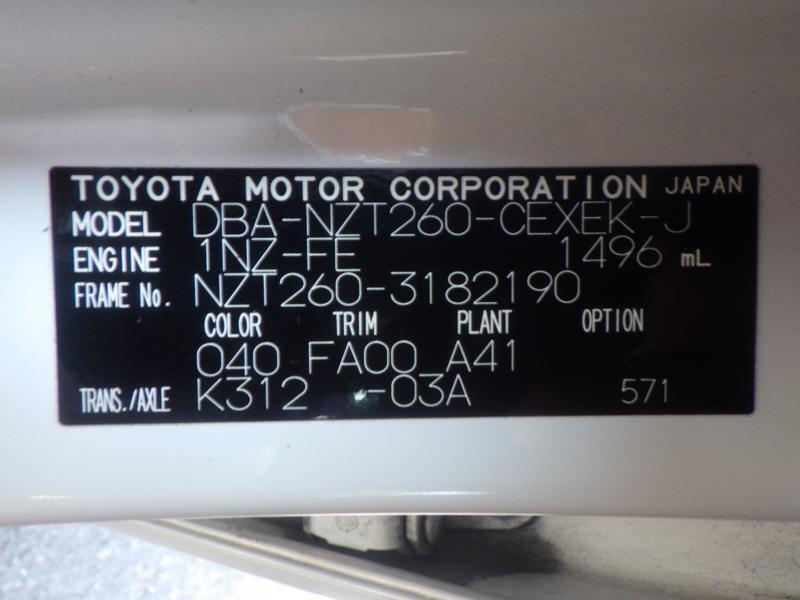 TOYOTA MOTOR CORPORATION JAPAN
MODEL DBA-NZT260-CEXEK-J
ENGINE 1NZ-FE 1496 mL
FRAME No. NZT260-3182190
COLOR TRIM PLANT OPTION
040 FA00 A41
TRANS./AXLE K312 -03A 571